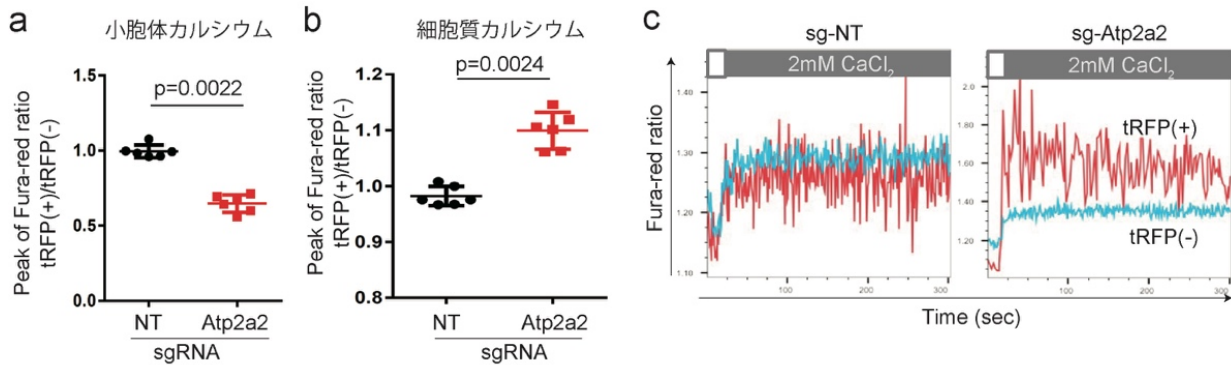 a
小胞体カルシウム
p=0.0022
Peak of Fura-red ratio
tRFP(+)/tRFP(-)
1.5
1.0
0.5
0.0
NT Atp2a2
sgRNA
b
細胞質カルシウム
p=0.0024
Peak of Fura-red ratio
tRFP(+)/tRFP(-)
1.2
1.1
1.0
0.9
0.8
NT Atp2a2
sgRNA
c
sg-NT
2mM CaCl₂
Fura-red ratio
1.40
1.30
1.20
1.10
100 200 300
sg-Atp2a2
2mM CaCl₂
2.0
1.80
1.60
1.40
1.20
tRFP(+)
tRFP(-)
100 200 300
Time (sec)